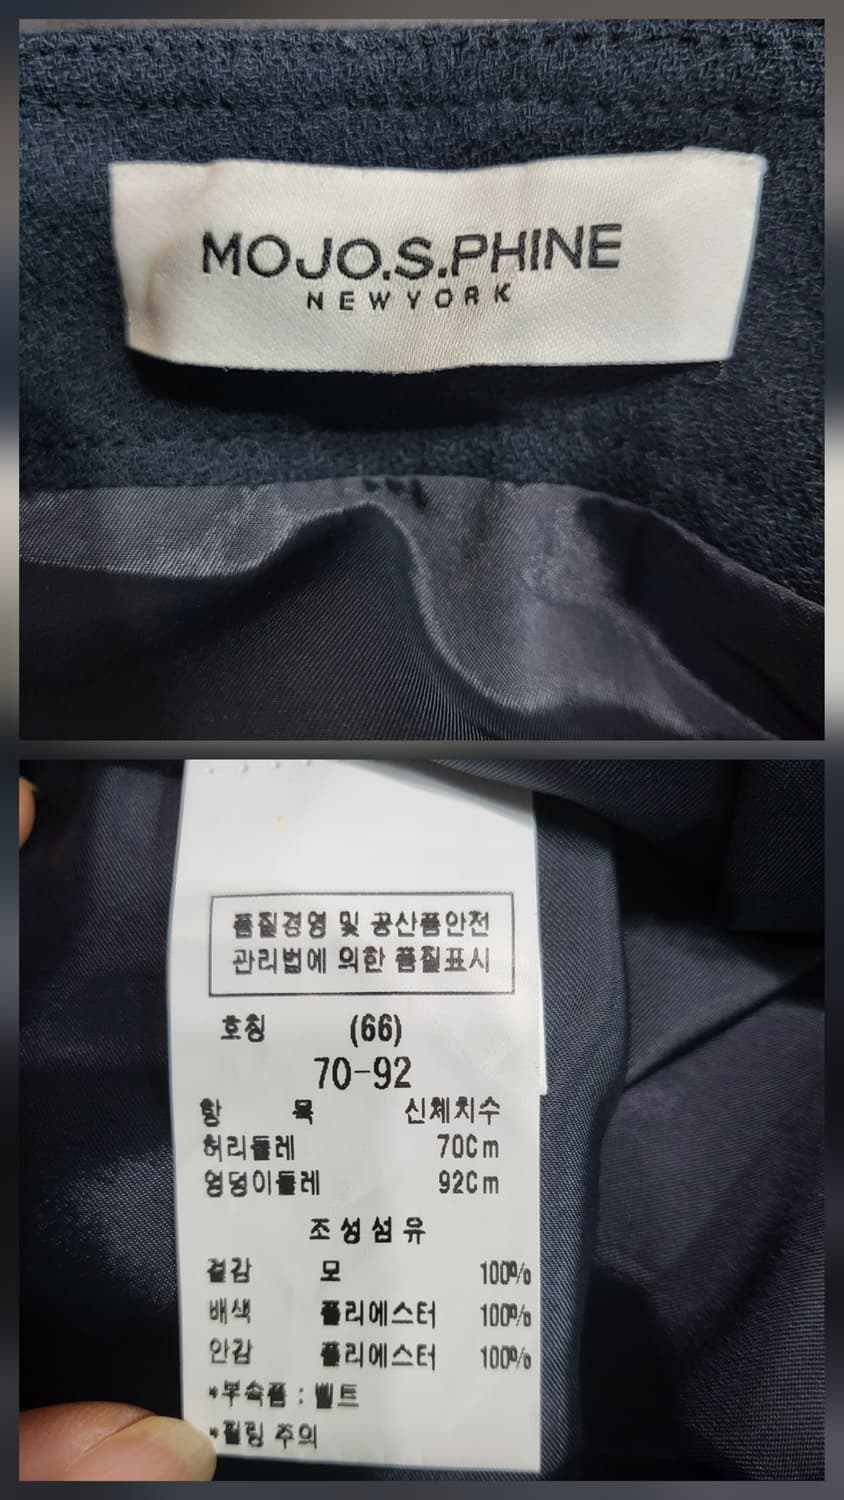 MOJO.S.PHINE
NEWYORK
품질경영 및 공산품안전
관리법에 의한 품질표시
호칭 (66)
70-92
항 목 신체치수
허리둘레 70Cm
엉덩이둘레 92Cm
조성섬유
겉감 모 100%
배색 폴리에스터 100%
안감 폴리에스터 100%
*부속품 : 벨트
*필링 주의